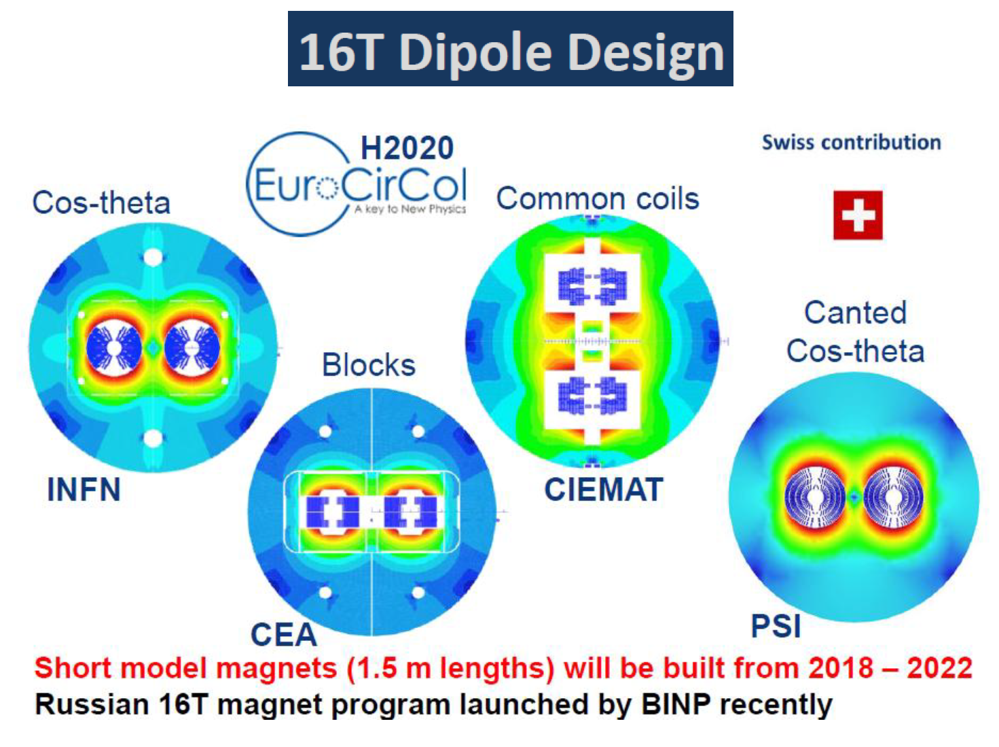 16T Dipole Design
H2020
EuroCirCol
A key to New Physics
Swiss contribution
Cos-theta
Common coils
Canted
Cos-theta
Blocks
INFN
CIEMAT
CEA
PSI
Short model magnets (1.5 m lengths) will be built from 2018 – 2022
Russian 16T magnet program launched by BINP recently